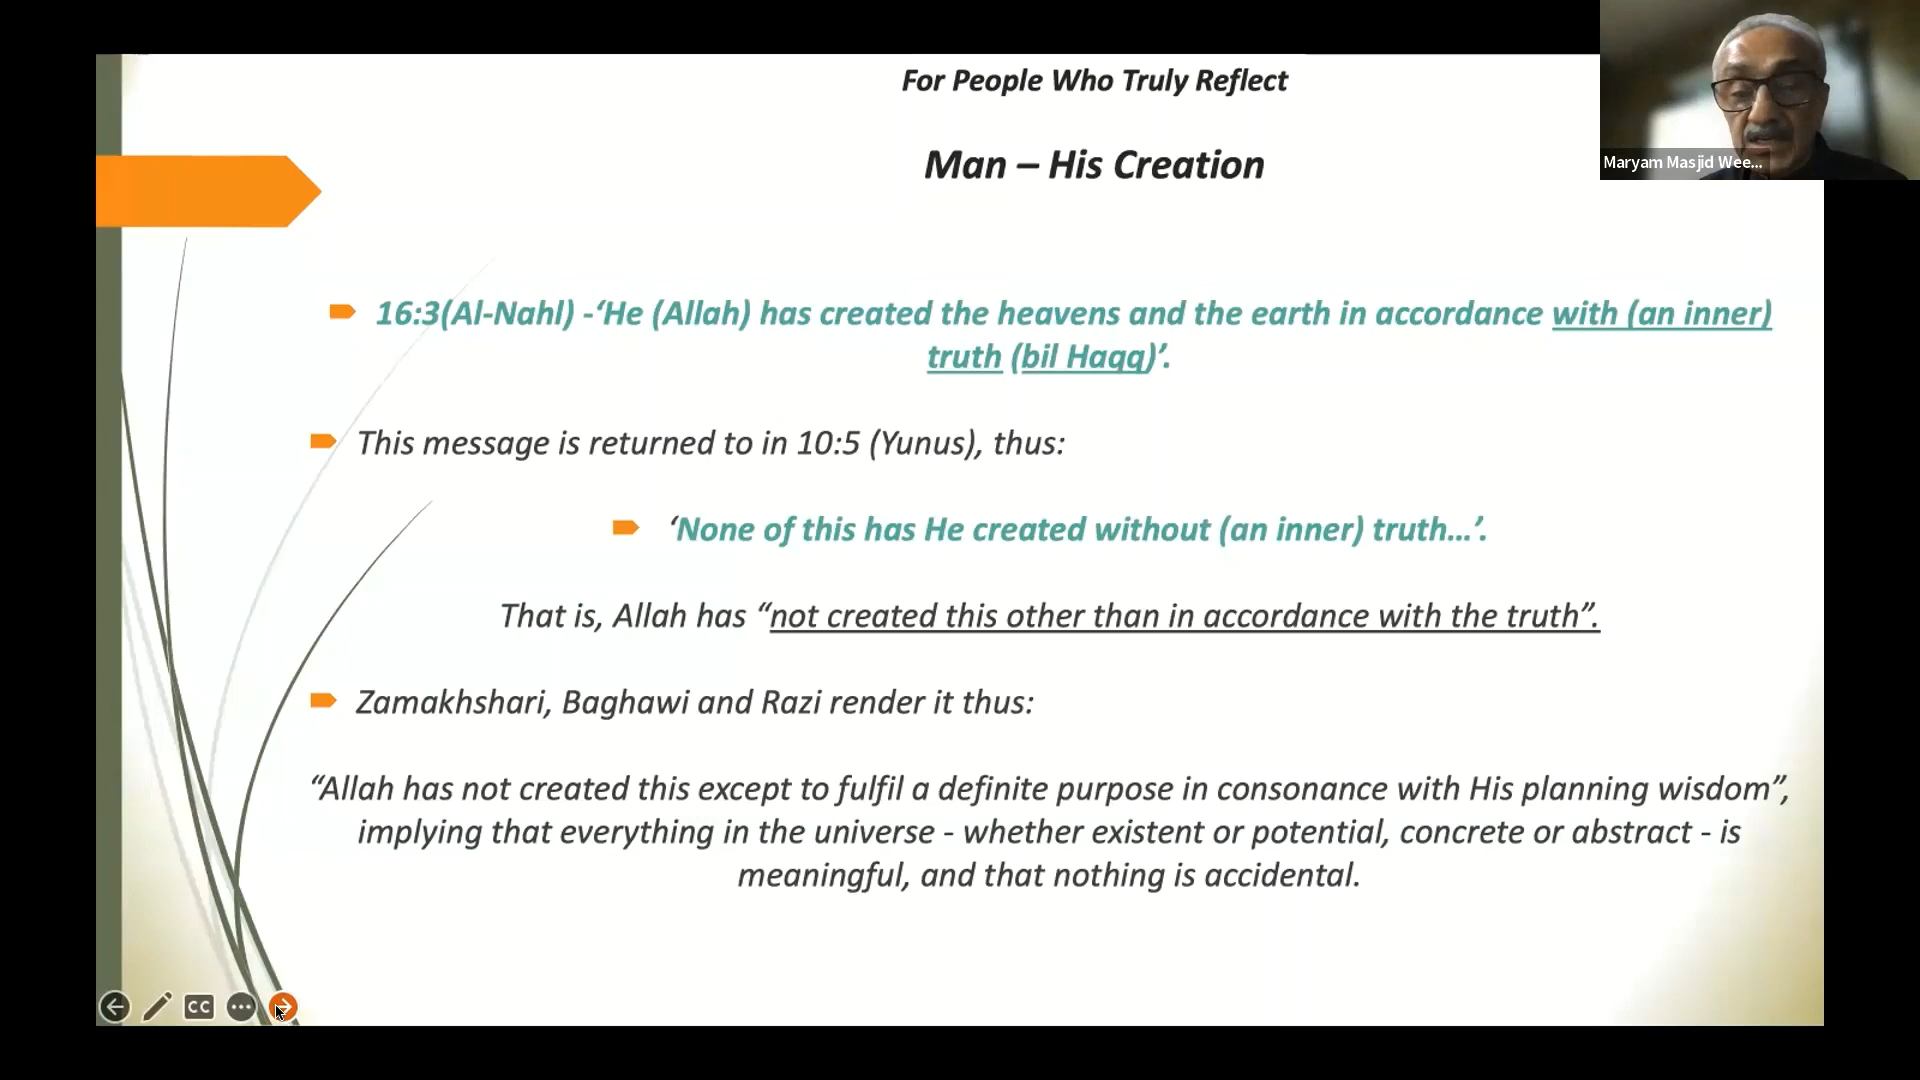 For People Who Truly Reflect
Maryam Masjid Wee...
Man – His Creation
16:3(Al-Nahl) -‘He (Allah) has created the heavens and the earth in accordance with (an inner)
truth (bil Haqq)’.
This message is returned to in 10:5 (Yunus), thus:
‘None of this has He created without (an inner) truth…’.
That is, Allah has “not created this other than in accordance with the truth”.
Zamakhshari, Baghawi and Razi render it thus:
“Allah has not created this except to fulfil a definite purpose in consonance with His planning wisdom”,
implying that everything in the universe - whether existent or potential, concrete or abstract - is
meaningful, and that nothing is accidental.
CC